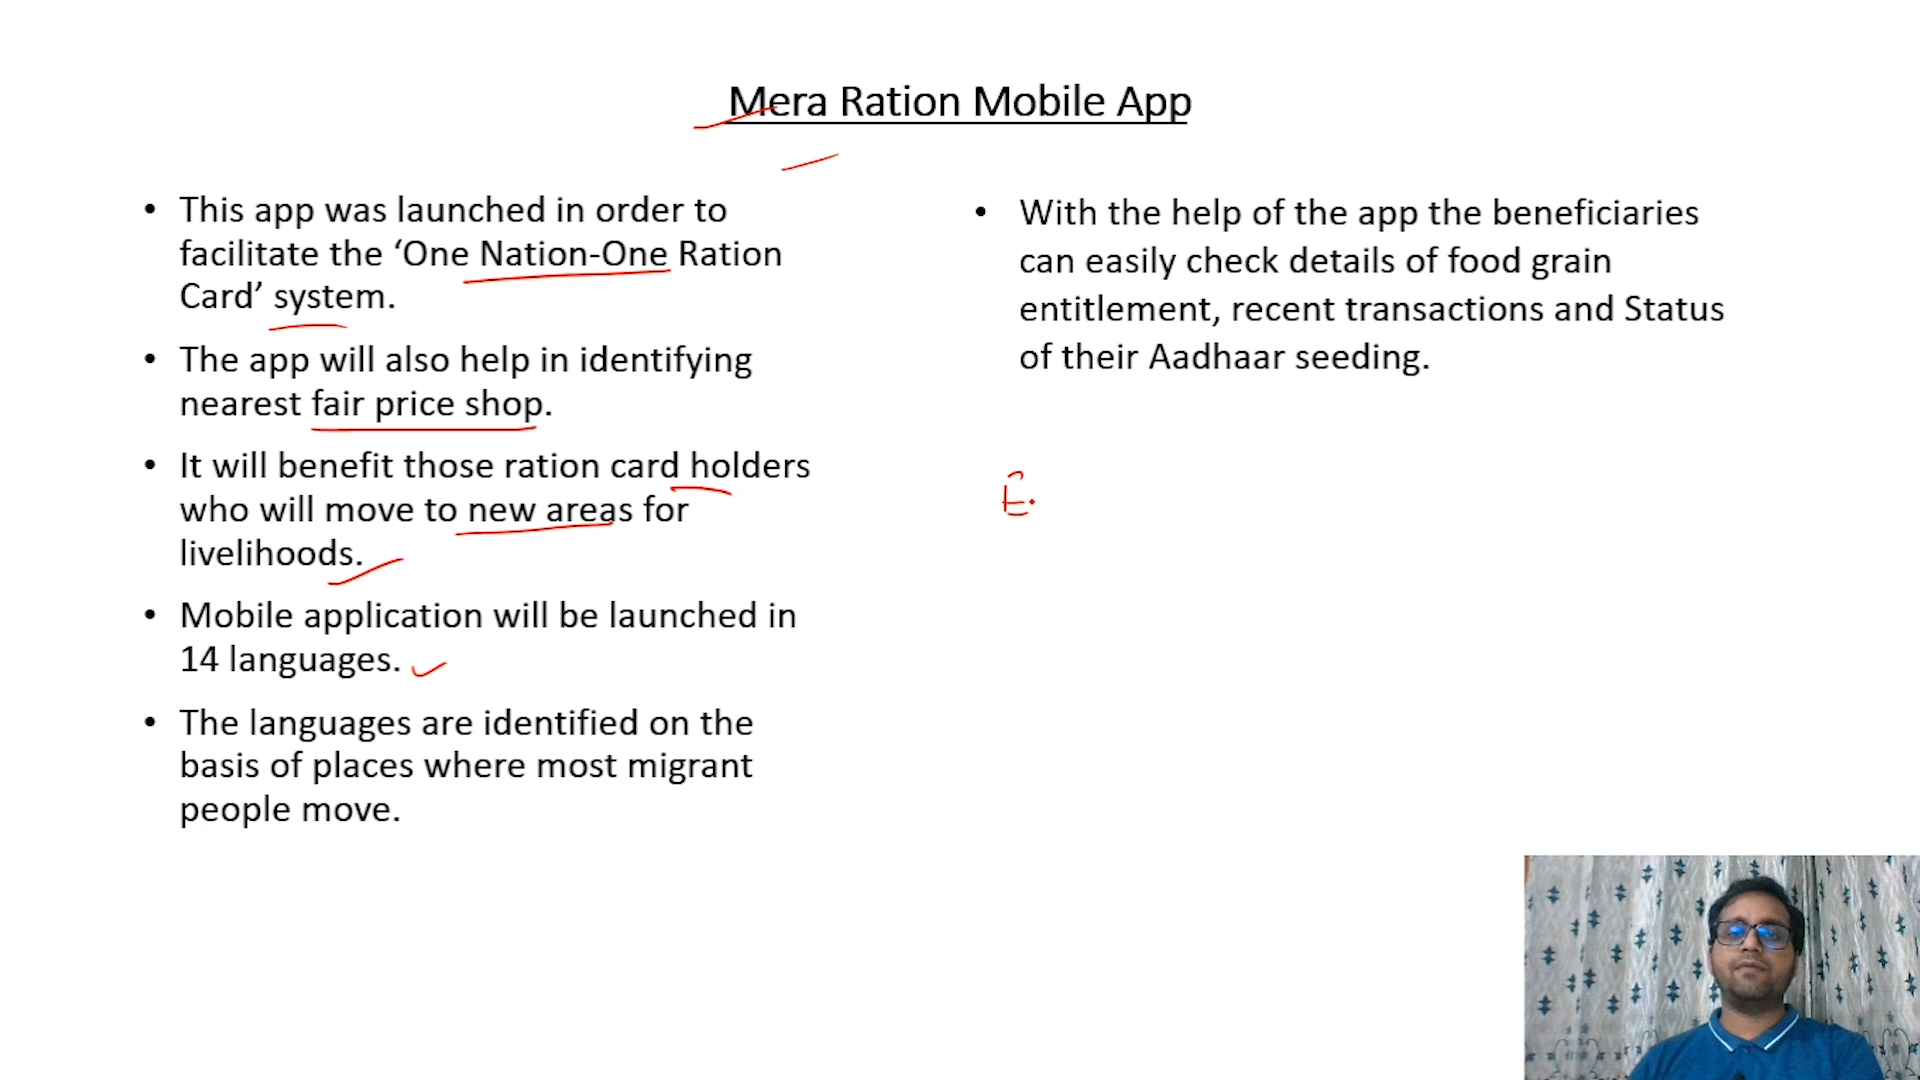 Mera Ration Mobile App
• This app was launched in order to
facilitate the ‘One Nation-One Ration
Card’ system.
• The app will also help in identifying
nearest fair price shop.
• It will benefit those ration card holders
who will move to new areas for
livelihoods.
• Mobile application will be launched in
14 languages.
• The languages are identified on the
basis of places where most migrant
people move.
• With the help of the app the beneficiaries
can easily check details of food grain
entitlement, recent transactions and Status
of their Aadhaar seeding.